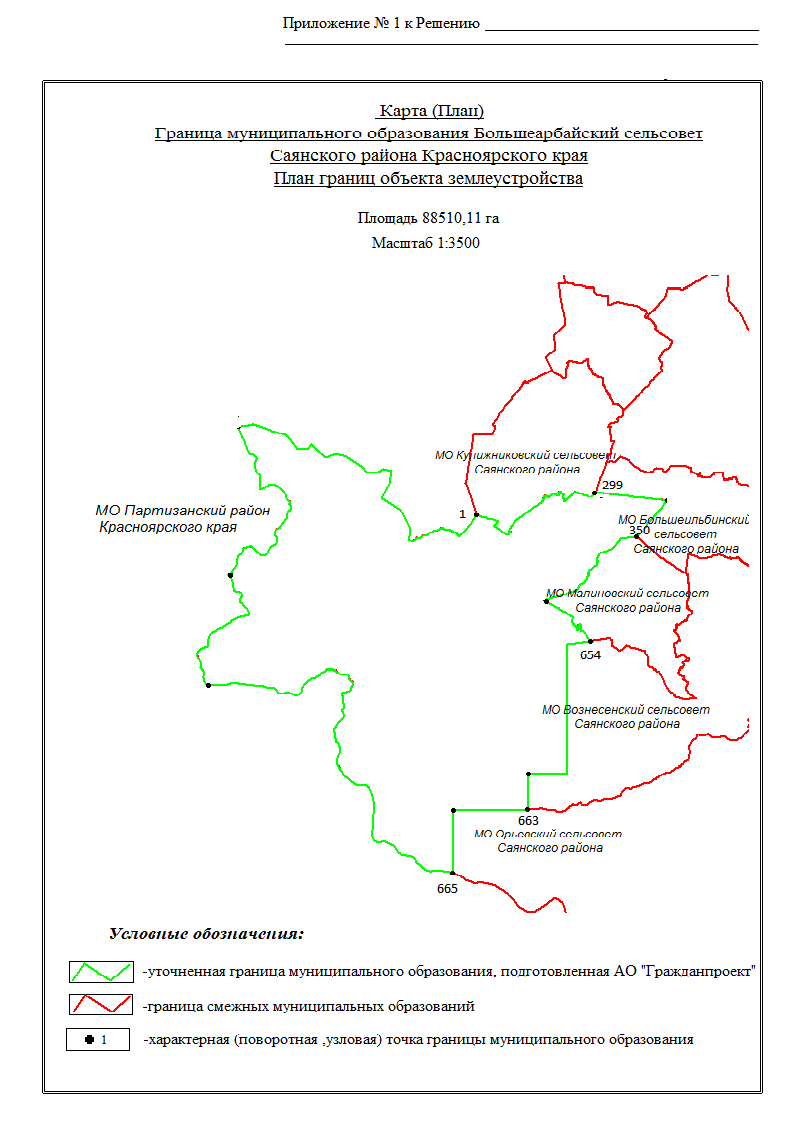 Приложение № 1 к Решению
Карта (План)
Граница муниципального образования Большеарбайский сельсовет
Саянского района Красноярского края
План границ объекта землеустройства
Площадь 88510,11 га
Масштаб 1:3500
МО Кулижниковский сельсовет
Саянского района
299
1
МО Партизанский район
Красноярского края
МО Большеильбинский
сельсовет
350
Саянского района
МО Малиновский сельсовет
Саянского района
654
МО Вознесенский сельсовет
Саянского района
663
МО Орьевский сельсовет
Саянского района
665
Условные обозначения:
-уточненная граница муниципального образования, подготовленная АО "Гражданпроект"
-граница смежных муниципальных образований
1
-характерная (поворотная ,узловая) точка границы муниципального образования